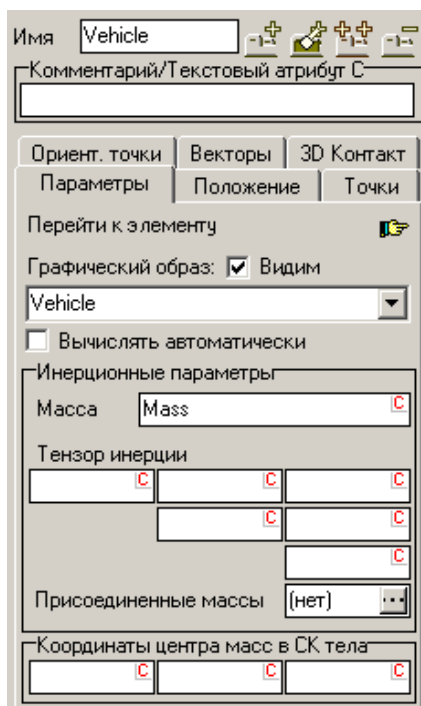 Имя Vehicle
Комментарий/Текстовый атрибут C
Ориент. точки Векторы 3D Контакт
Параметры Положение Точки
Перейти к элементу
Графический образ: Видим
Vehicle
Вычислять автоматически
Инерционные параметры
Масса Mass C
Тензор инерции
C C C
C C
C
Присоединенные массы (нет) ...
Координаты центра масс в СК тела
C C C